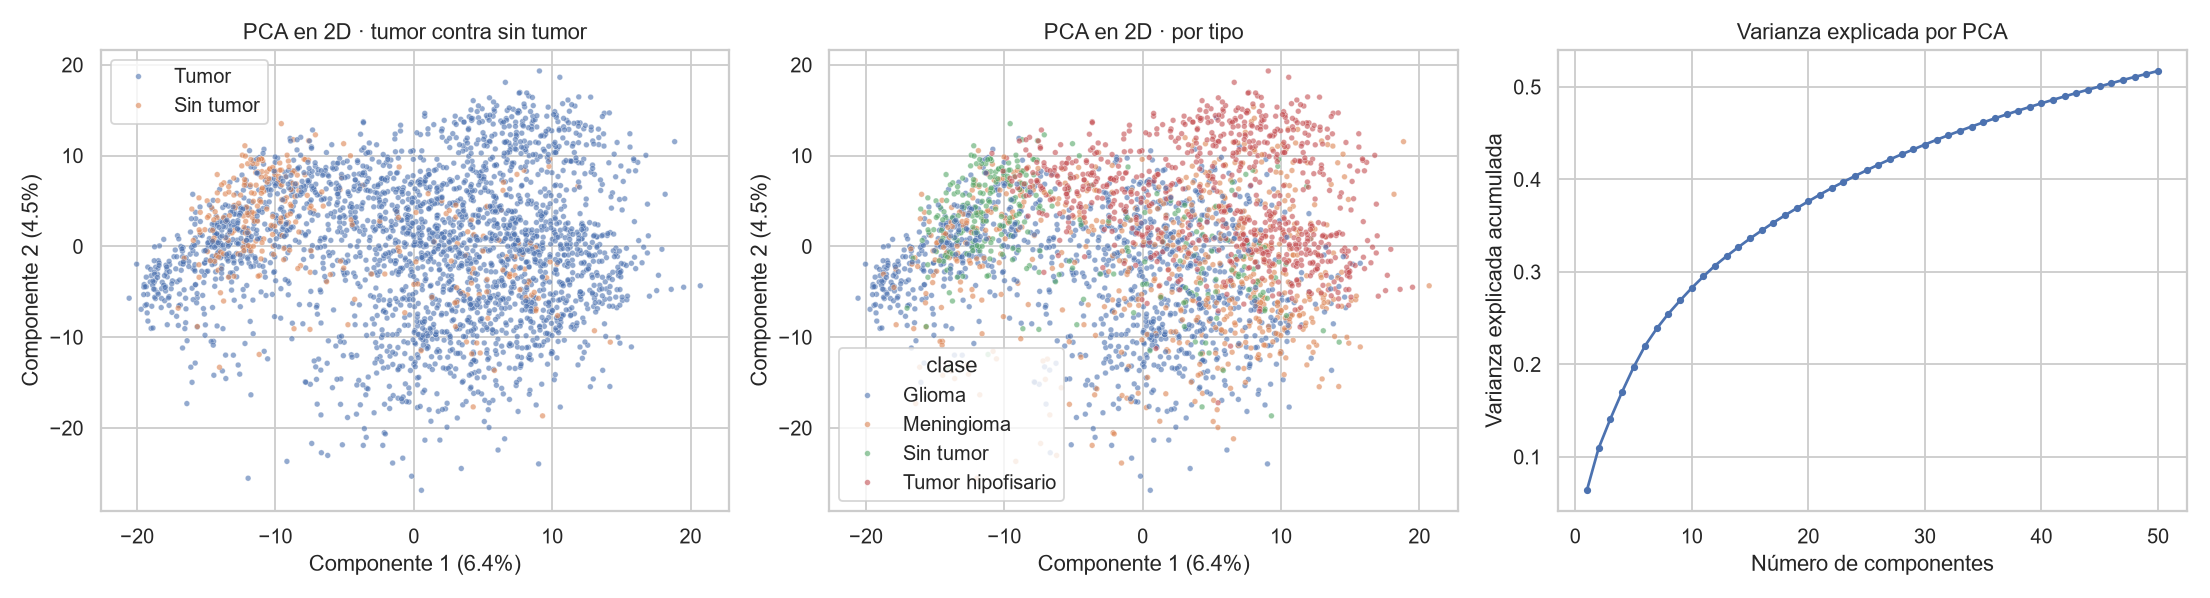 PCA en 2D · tumor contra sin tumor
Tumor
Sin tumor
20
10
0
−10
−20
Componente 2 (4.5%)
−20
−10
0
10
20
Componente 1 (6.4%)
PCA en 2D · por tipo
20
10
0
−10
−20
Componente 2 (4.5%)
clase
Glioma
Meningioma
Sin tumor
Tumor hipofisario
−20
−10
0
10
20
Componente 1 (6.4%)
Varianza explicada por PCA
0.5
0.4
0.3
0.2
0.1
Varianza explicada acumulada
0
10
20
30
40
50
Número de componentes